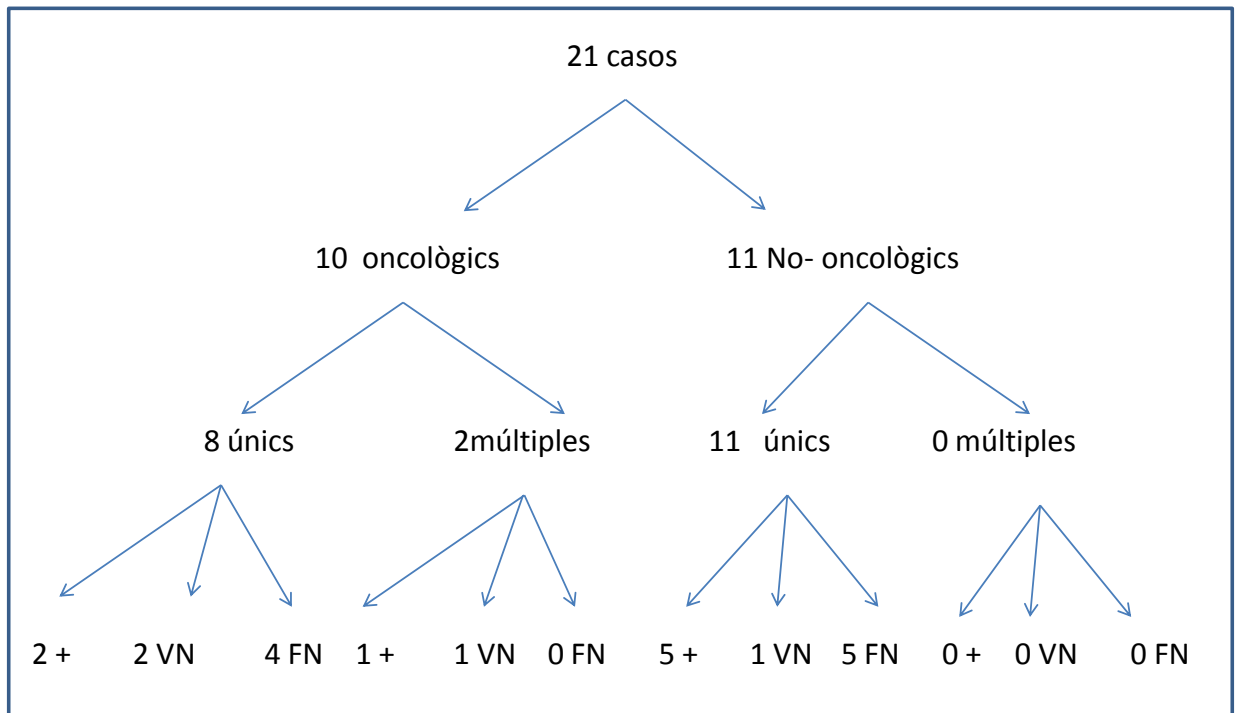 21 casos
10 oncològics 11 No- oncològics
8 únics 2múltiples 11 únics 0 múltiples
2 + 2 VN 4 FN 1 + 1 VN 0 FN 5 + 1 VN 5 FN 0 + 0 VN 0 FN